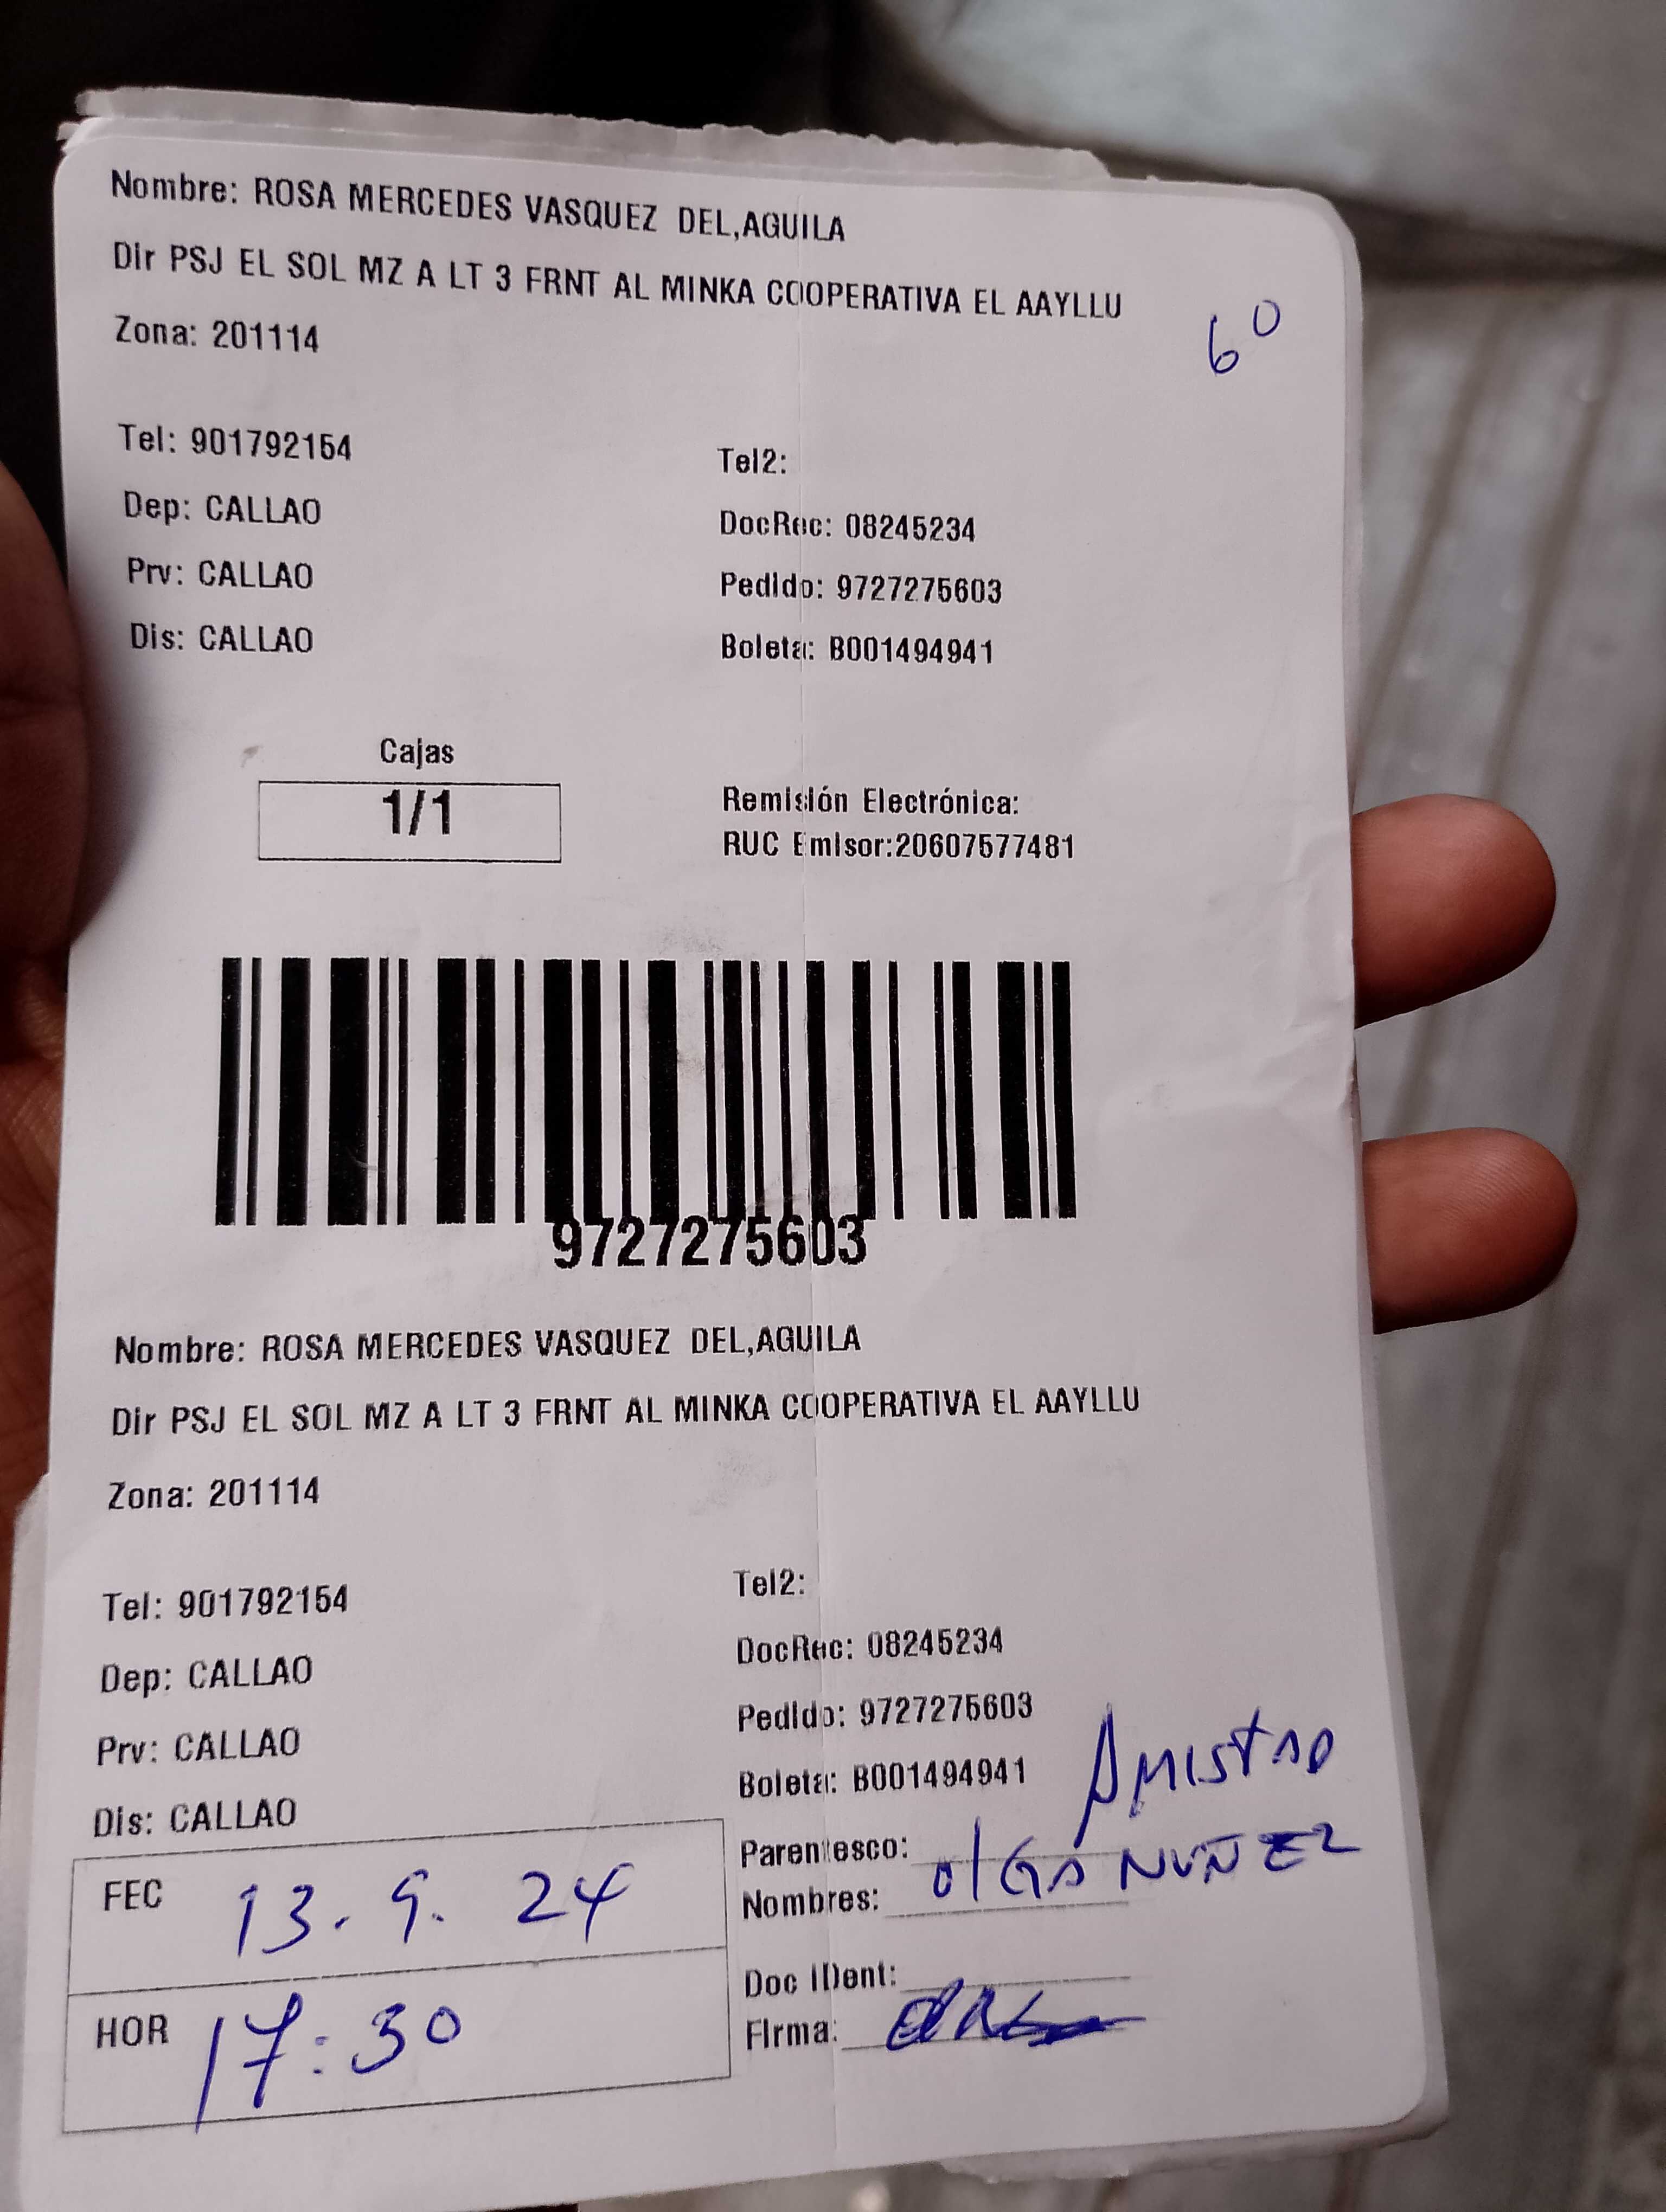 Nombre: ROSA MERCEDES VASQUEZ DEL,AGUILA
Dir PSJ EL SOL MZ A LT 3 FRNT AL MINKA COOPERATIVA EL AAYLLU
Zona: 201114
60
Tel: 901792154
Tel2:
Dep: CALLAO
DocRec: 08245234
Prv: CALLAO
Pedido: 9727275603
Dis: CALLAO
Boleta: B001494941
Cajas
1/1
Remisión Electrónica:
RUC Emisor:20607577481
9727275603
Nombre: ROSA MERCEDES VASQUEZ DEL,AGUILA
Dir PSJ EL SOL MZ A LT 3 FRNT AL MINKA COOPERATIVA EL AAYLLU
Zona: 201114
Tel: 901792154
Tel2:
Dep: CALLAO
DocRec: 08245234
Prv: CALLAO
Pedido: 9727275603
Dis: CALLAO
Boleta: B001494941
Parentesco: AMISTAD
Nombres: OlGA NUÑEZ
FEC 13. 9. 24
Doc IDent:
HOR 17:30
Firma: